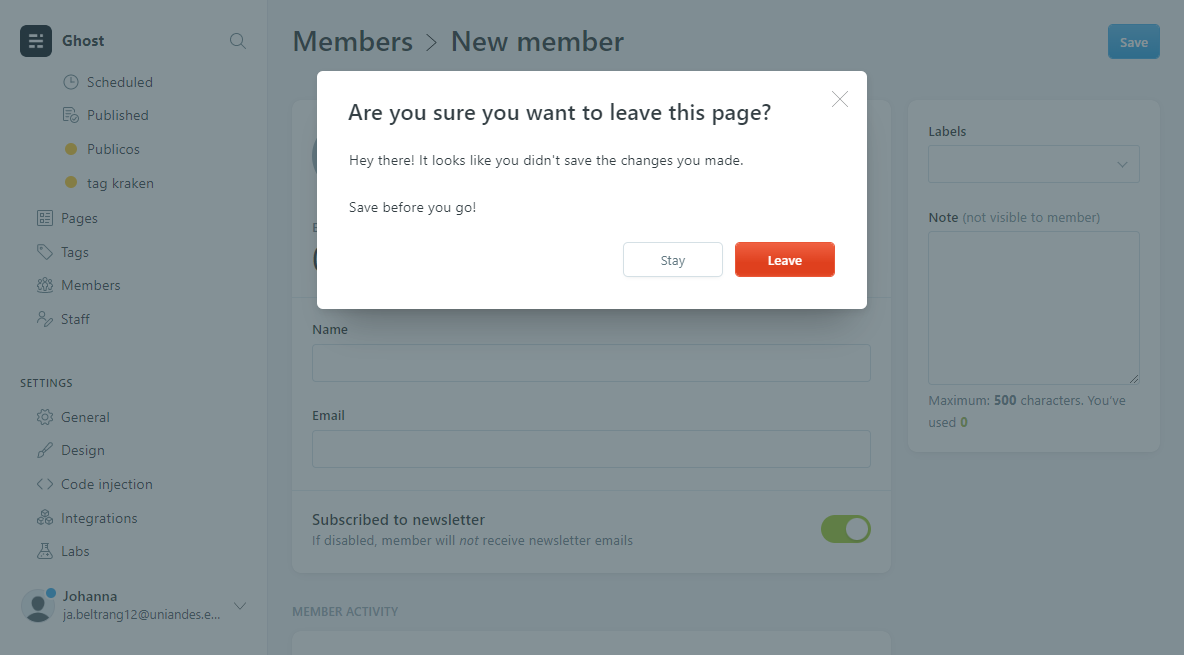 Ghost
Scheduled
Published
Publicos
tag kraken
Pages
Tags
Members
Staff
SETTINGS
General
Design
Code injection
Integrations
Labs
Johanna
ja.beltrang12@uniandes.e...
Members > New member
Save
Are you sure you want to leave this page?
Hey there! It looks like you didn't save the changes you made.
Save before you go!
Stay
Leave
Name
Email
Subscribed to newsletter
If disabled, member will not receive newsletter emails
MEMBER ACTIVITY
Labels
Note (not visible to member)
Maximum: 500 characters. You've
used 0